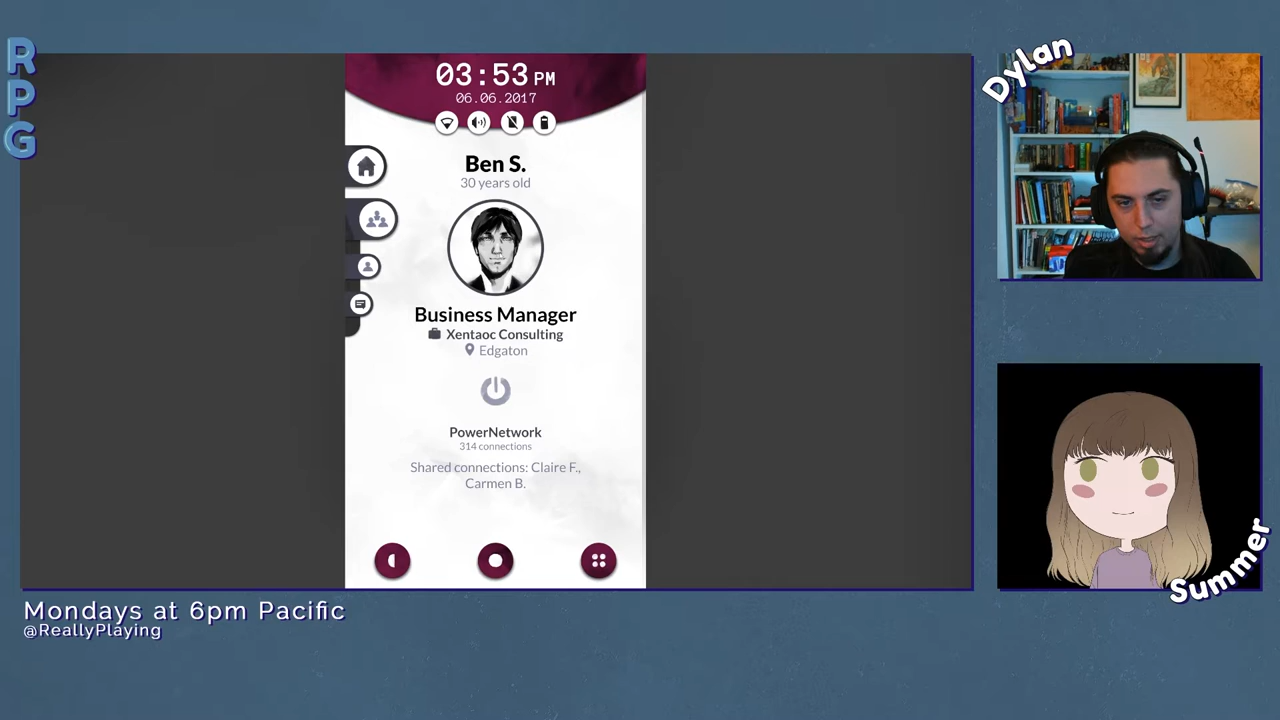 RPG
03:53 PM
06.06.2017
Ben S.
30 years old
Business Manager
Xentaoc Consulting
Edgaton
PowerNetwork
314 connections
Shared connections: Claire F.,
Carmen B.
Dylan
Summer
Mondays at 6pm Pacific
@ReallyPlaying